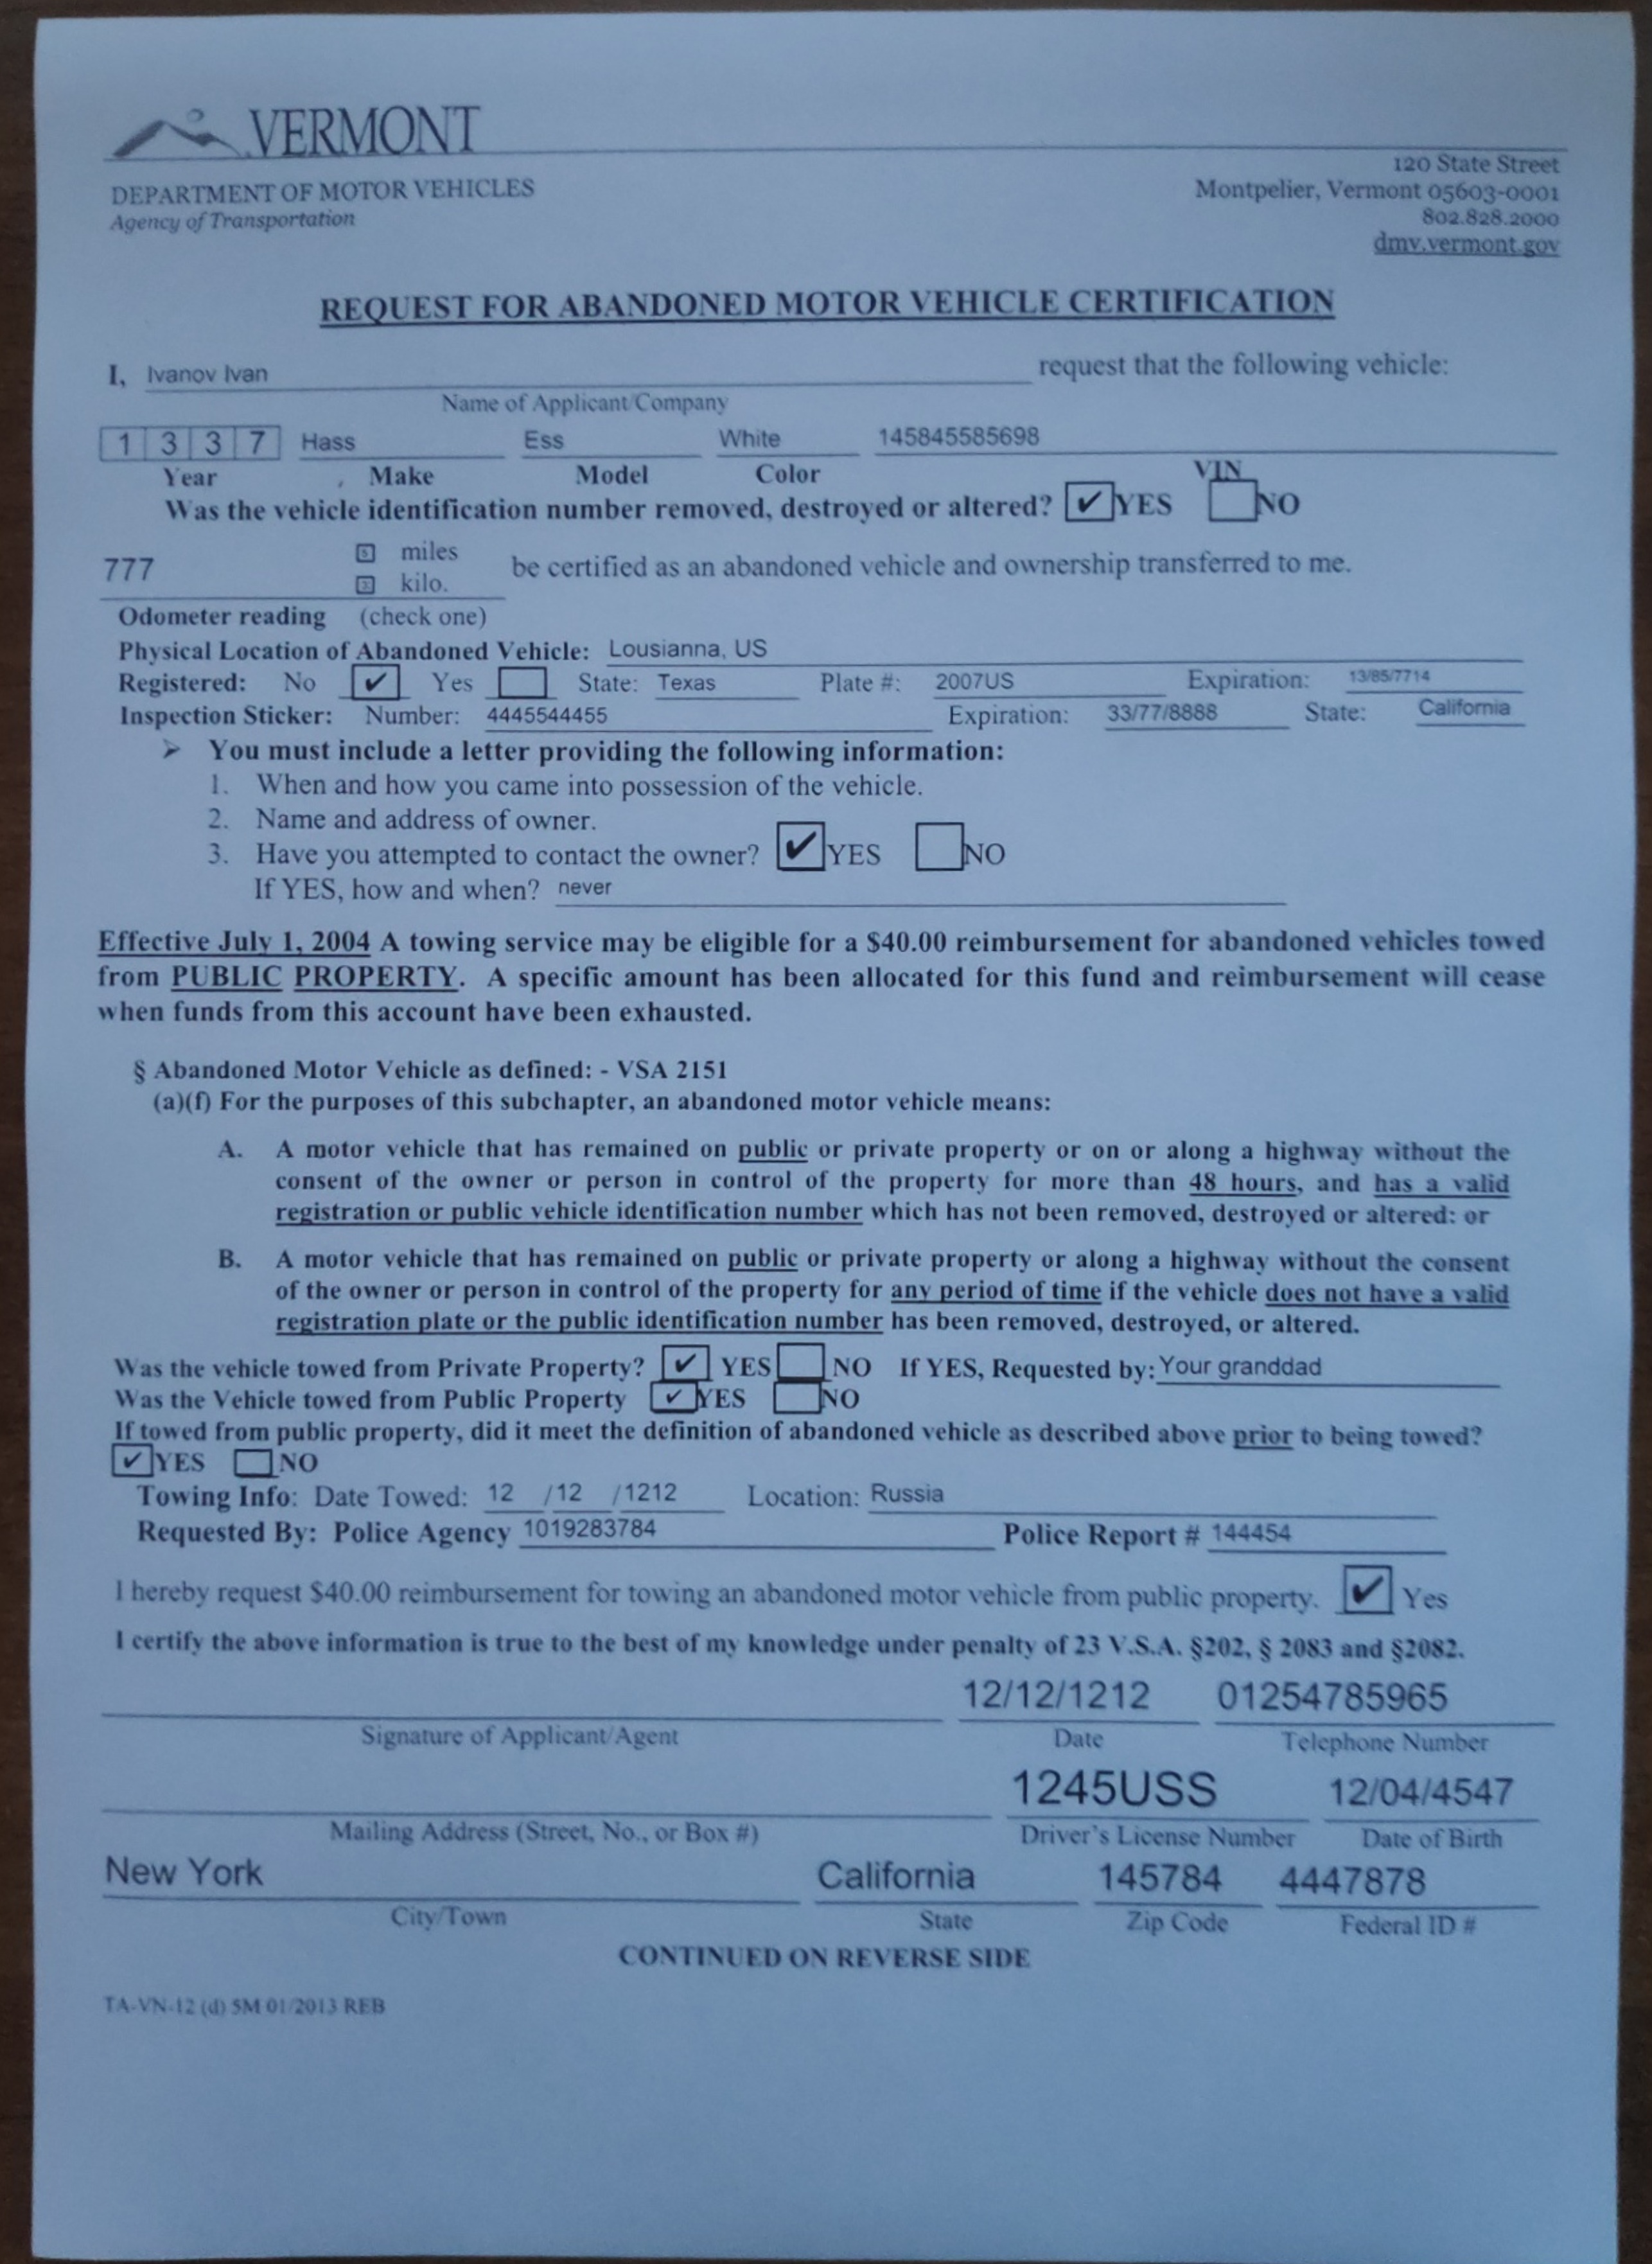 VERMONT
DEPARTMENT OF MOTOR VEHICLES
Agency of Transportation
120 State Street
Montpelier, Vermont 05603-0001
802.828.2000
dmv.vermont.gov
REQUEST FOR ABANDONED MOTOR VEHICLE CERTIFICATION
I, Ivanov Ivan request that the following vehicle:
Name of Applicant/Company
1 3 3 7 Hass Ess White 145845585698
Year Make Model Color VIN
Was the vehicle identification number removed, destroyed or altered? ✔ YES NO
777 miles
kilo. be certified as an abandoned vehicle and ownership transferred to me.
Odometer reading (check one)
Physical Location of Abandoned Vehicle: Lousianna, US
Registered: No ✔ Yes State: Texas Plate #: 2007US Expiration: 13/85/7714
Inspection Sticker: Number: 4445544455 Expiration: 33/77/8888 State: California
➢ You must include a letter providing the following information:
1. When and how you came into possession of the vehicle.
2. Name and address of owner.
3. Have you attempted to contact the owner? ✔ YES NO
If YES, how and when? never
Effective July 1, 2004 A towing service may be eligible for a $40.00 reimbursement for abandoned vehicles towed
from PUBLIC PROPERTY. A specific amount has been allocated for this fund and reimbursement will cease
when funds from this account have been exhausted.
§ Abandoned Motor Vehicle as defined: - VSA 2151
(a)(f) For the purposes of this subchapter, an abandoned motor vehicle means:
A. A motor vehicle that has remained on public or private property or on or along a highway without the
consent of the owner or person in control of the property for more than 48 hours, and has a valid
registration or public vehicle identification number which has not been removed, destroyed or altered: or
B. A motor vehicle that has remained on public or private property or along a highway without the consent
of the owner or person in control of the property for any period of time if the vehicle does not have a valid
registration plate or the public identification number has been removed, destroyed, or altered.
Was the vehicle towed from Private Property? ✔ YES NO If YES, Requested by: Your granddad
Was the Vehicle towed from Public Property ✔ YES NO
If towed from public property, did it meet the definition of abandoned vehicle as described above prior to being towed?
✔ YES NO
Towing Info: Date Towed: 12 /12 /1212 Location: Russia
Requested By: Police Agency 1019283784 Police Report # 144454
I hereby request $40.00 reimbursement for towing an abandoned motor vehicle from public property. ✔ Yes
I certify the above information is true to the best of my knowledge under penalty of 23 V.S.A. §202, § 2083 and §2082.
12/12/1212 01254785965
Signature of Applicant/Agent Date Telephone Number
1245USS 12/04/4547
Mailing Address (Street, No., or Box #) Driver's License Number Date of Birth
New York California 145784 4447878
City/Town State Zip Code Federal ID #
CONTINUED ON REVERSE SIDE
TA-VN-12 (d) 5M 01/2013 REB